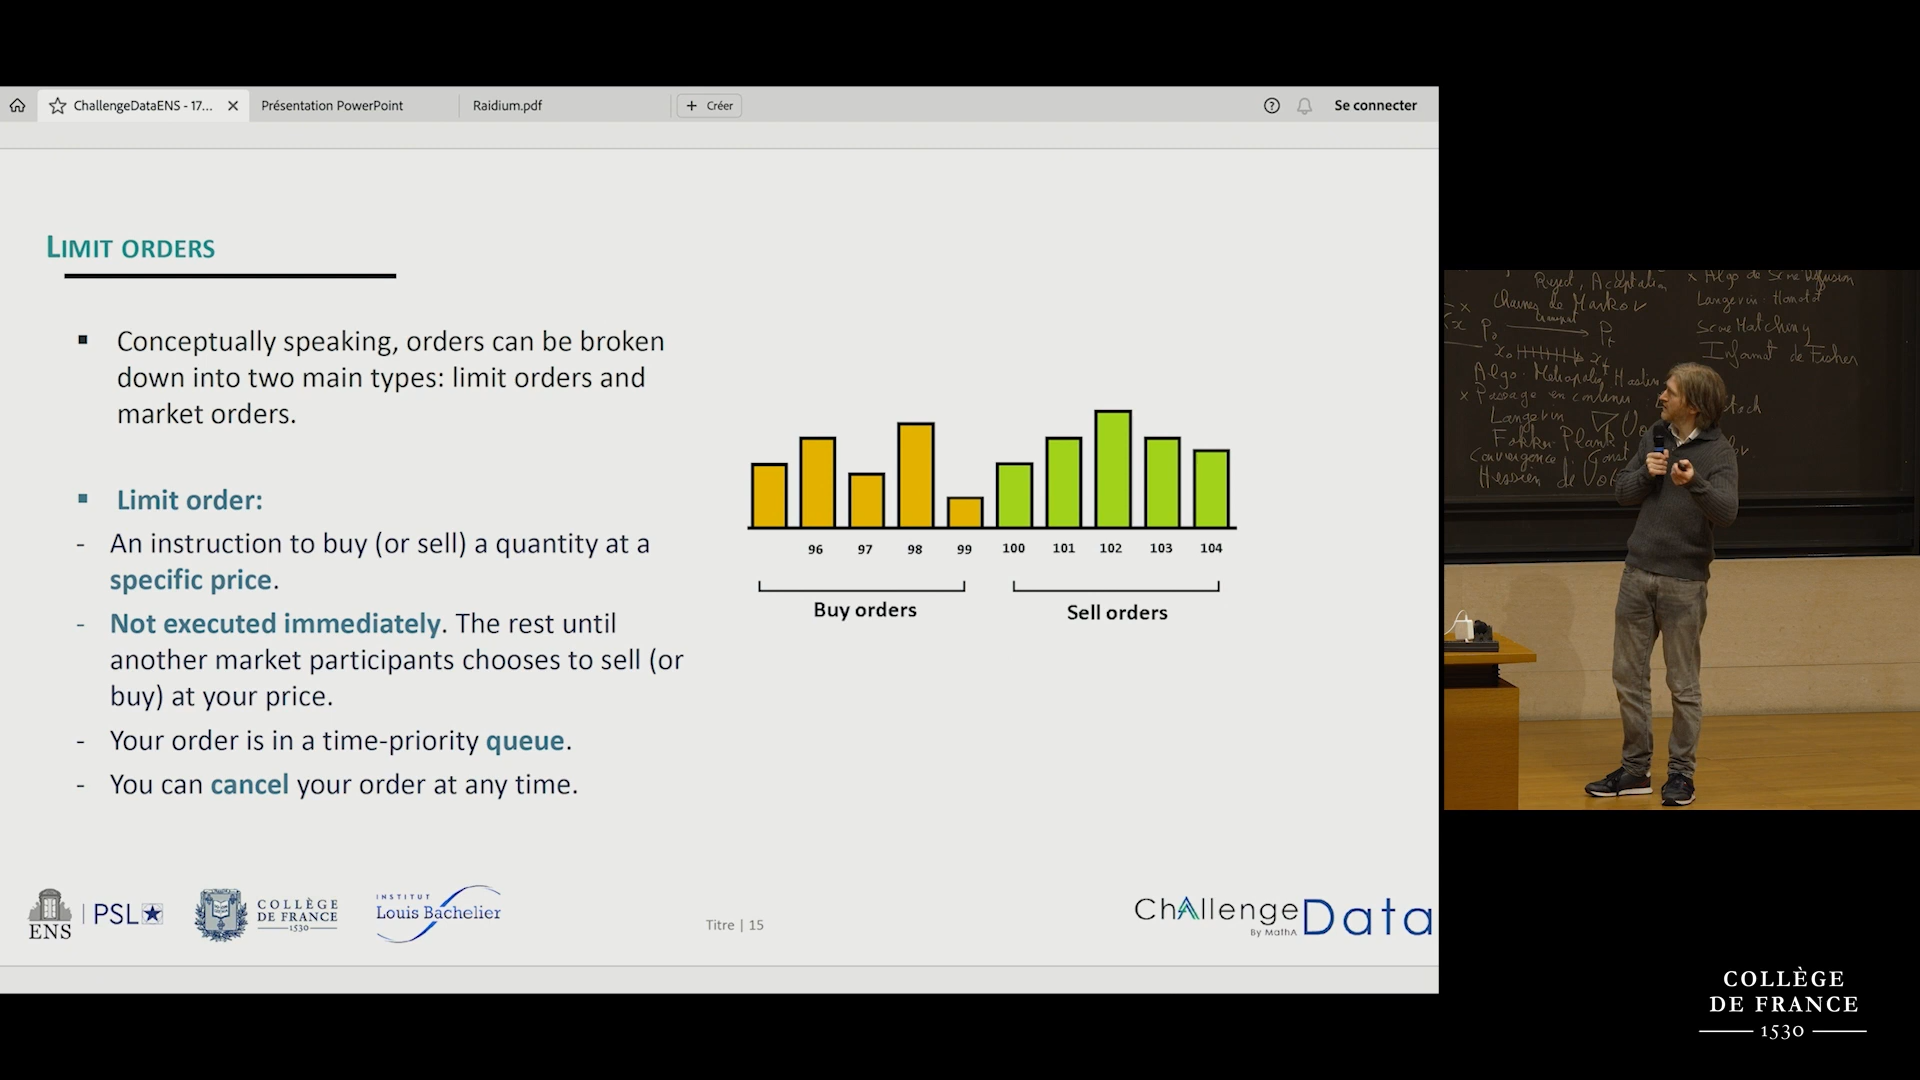 ChallengeDataENS - 17...
Présentation PowerPoint
Raidium.pdf
Créer
Se connecter
LIMIT ORDERS
Conceptually speaking, orders can be broken
down into two main types: limit orders and
market orders.
Limit order:
- An instruction to buy (or sell) a quantity at a
specific price.
- Not executed immediately. The rest until
another market participants chooses to sell (or
buy) at your price.
- Your order is in a time-priority queue.
- You can cancel your order at any time.
96 97 98 99 100 101 102 103 104
Buy orders
Sell orders
ENS
PSL
COLLÈGE
DE FRANCE
1530
INSTITUT
Louis Bachelier
Titre | 15
Challenge Data
By MathA
Chaines de Markov
Langevin
COLLÈGE
DE FRANCE
1530